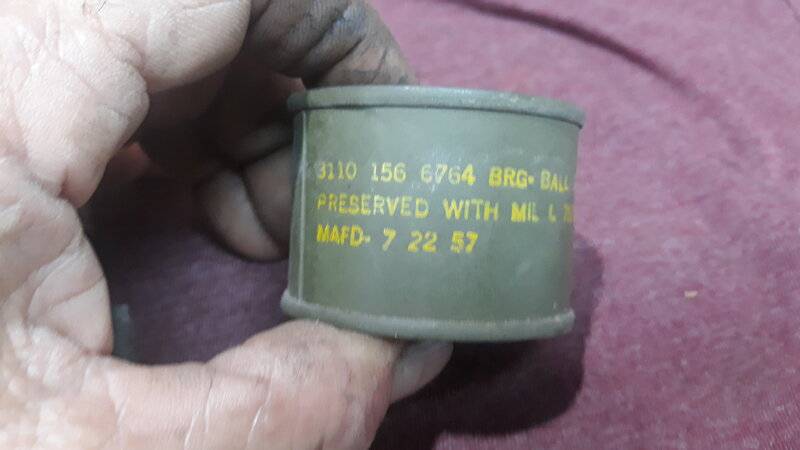 3110 156 6764 BRG- BALL
PRESERVED WITH MIL L
MAFD- 7 22 57